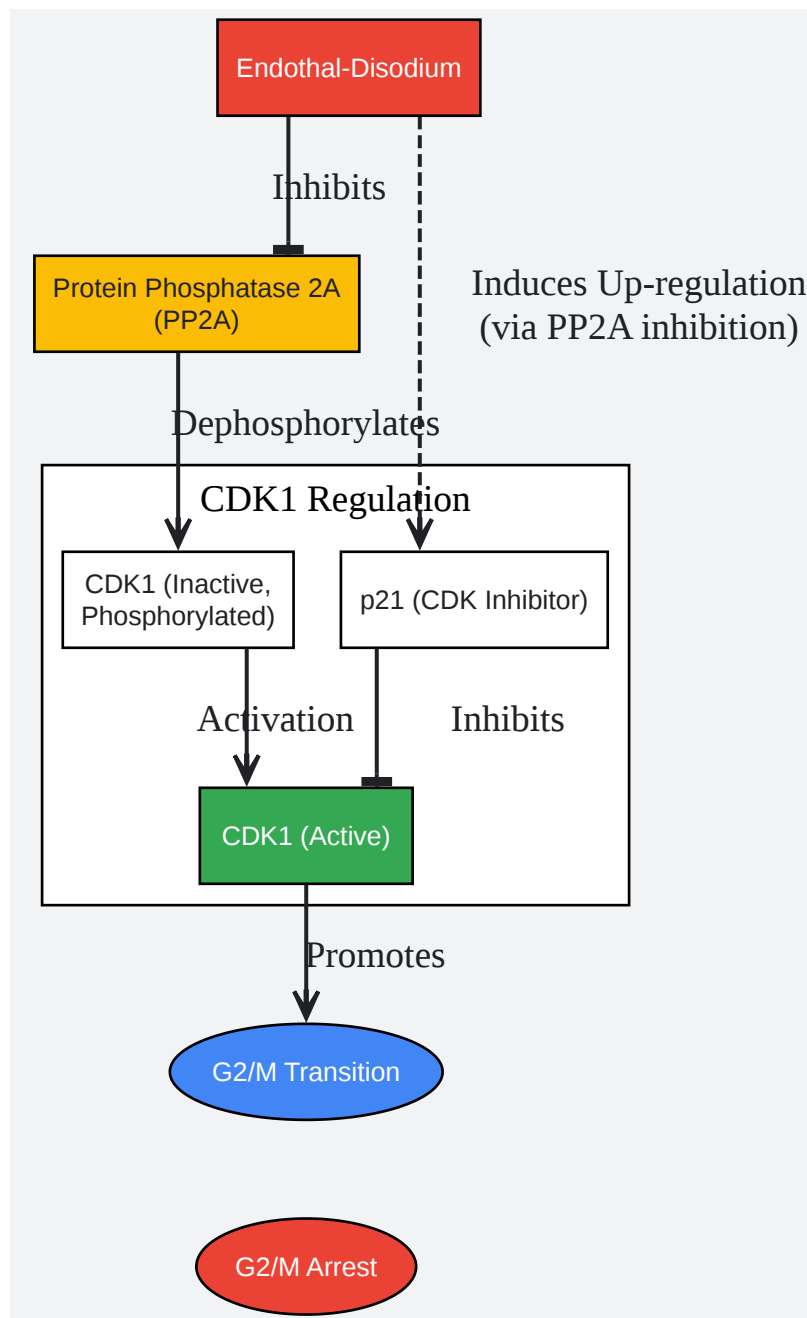 Endothal-Disodium
Inhibits
Protein Phosphatase 2A
(PP2A)
Induces Up-regulation
(via PP2A inhibition)
Dephosphorylates
CDK1 Regulation
CDK1 (Inactive,
Phosphorylated)
p21 (CDK Inhibitor)
Activation
Inhibits
CDK1 (Active)
Promotes
G2/M Transition
G2/M Arrest